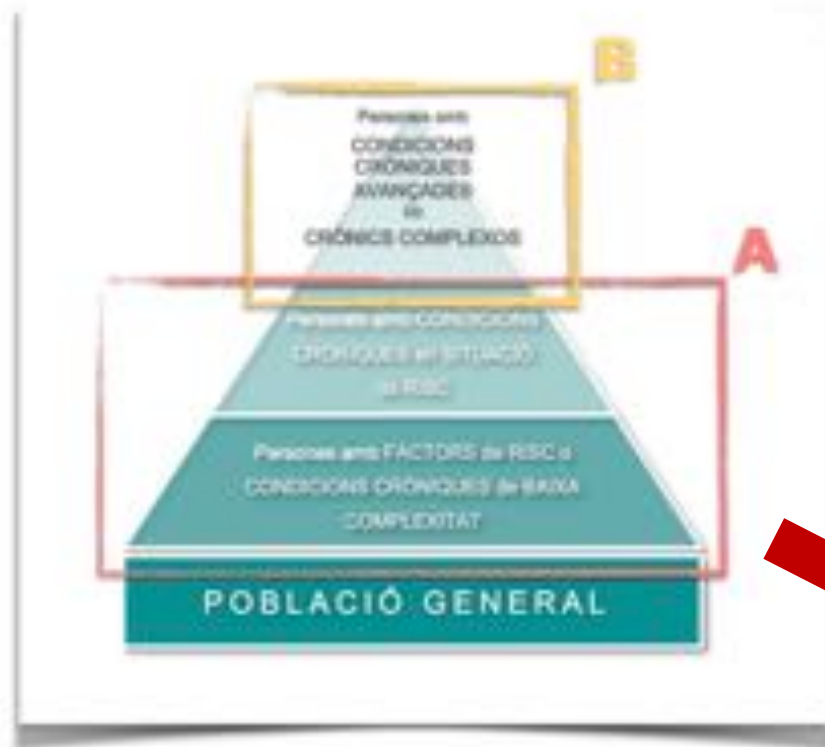 B
Persones amb
CONDICIONS
CRÒNIQUES
AVANÇADES
CRÒNICS COMPLEXOS
A
Persones amb CONDICIONS
CRÒNIQUES en SITUACIÓ
de RISC
Persones amb FACTORS de RISC o
CONDICIONS CRÒNIQUES de BAIXA
COMPLEXITAT
POBLACIÓ GENERAL